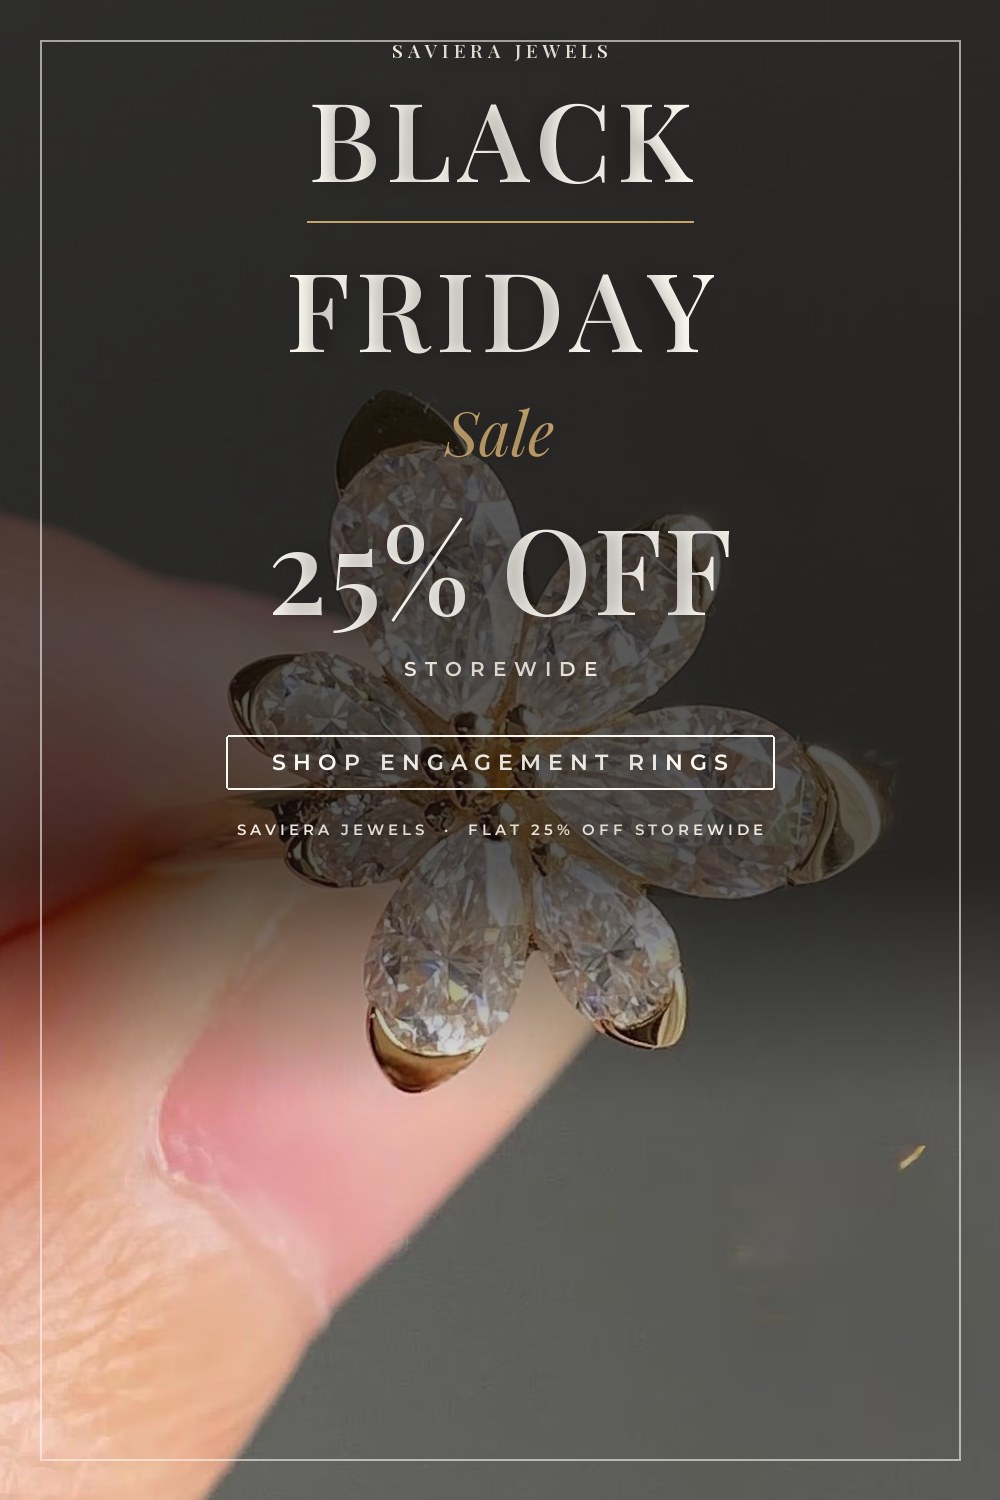 SAVIERA JEWELS
BLACK
FRIDAY
Sale
25% OFF
STOREWIDE
SHOP ENGAGEMENT RINGS
SAVIERA JEWELS · FLAT 25% OFF STOREWIDE